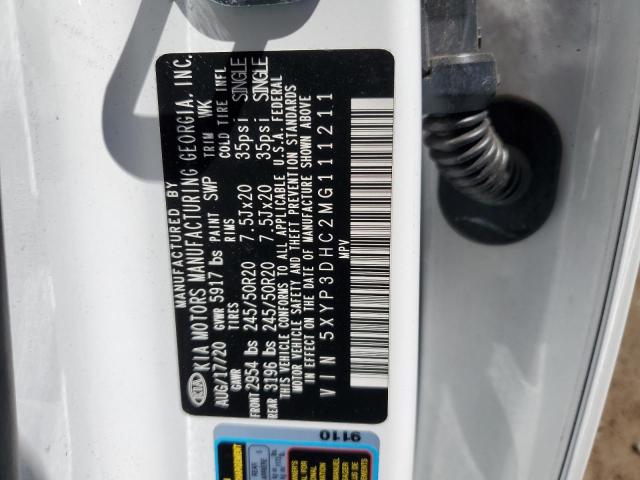 MANUFACTURED BY
KIA KIA MOTORS MANUFACTURING GEORGIA, INC.
AUG/17/20 GVWR 5917 lbs PAINT SWP TRIM WK
GAWR TIRES RIMS COLD TIRE INFL
FRONT 2954 lbs 245/50R20 7.5Jx20 35psi SINGLE
REAR 3196 lbs 245/50R20 7.5Jx20 35psi SINGLE
THIS VEHICLE CONFORMS TO ALL APPLICABLE U.S.A. FEDERAL
MOTOR VEHICLE SAFETY AND THEFT PREVENTION STANDARDS
IN EFFECT ON THE DATE OF MANUFACTURE SHOWN ABOVE
VIN 5XYP3DHC2MG111211
MPV
9110
REAR